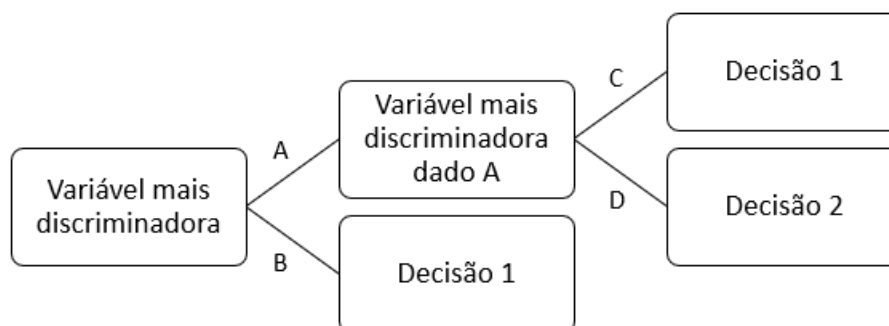 Variável mais
discriminadora
A
B
Variável mais
discriminadora
dado A
Decisão 1
C
D
Decisão 1
Decisão 2